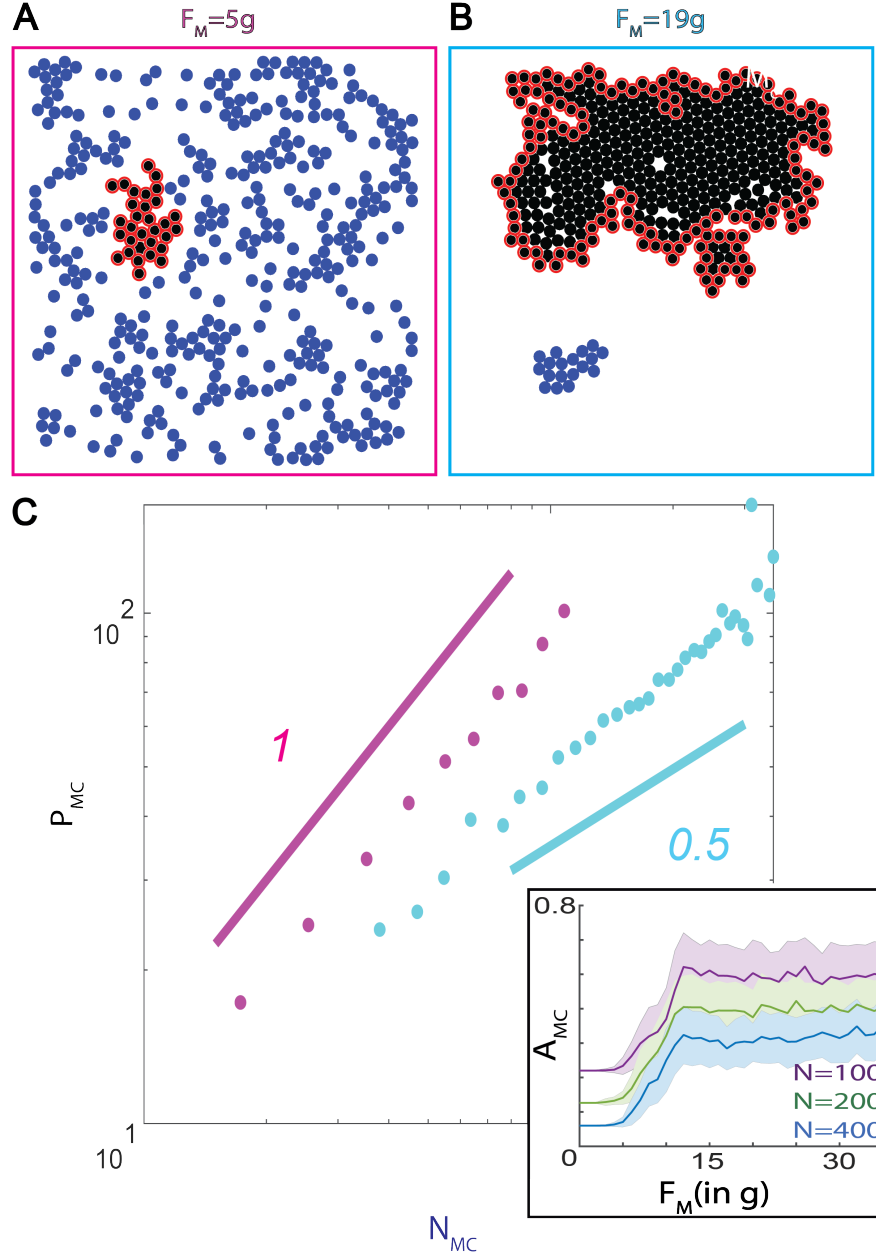 A
F_M=5g
B
F_M=19g
M
C
10^2
1
0.5
P_MC
10^1
N_MC
0.8
A_MC
0
15
30
F_M(in g)
N=100
N=200
N=400